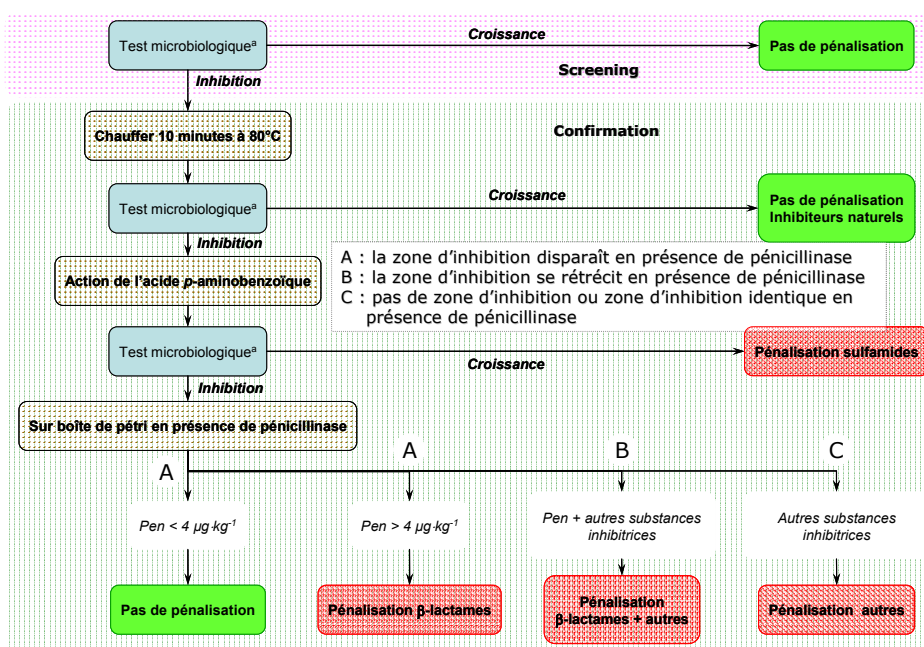 Test microbiologiqueᵃ
Croissance
Pas de pénalisation
Inhibition
Screening
Chauffer 10 minutes à 80°C
Confirmation
Test microbiologiqueᵃ
Croissance
Pas de pénalisation
Inhibiteurs naturels
Inhibition
A : la zone d'inhibition disparaît en présence de pénicillinase
B : la zone d'inhibition se rétrécit en présence de pénicillinase
C : pas de zone d'inhibition ou zone d'inhibition identique en
présence de pénicillinase
Action de l'acide p-aminobenzoïque
Test microbiologiqueᵃ
Croissance
Pénalisation sulfamides
Inhibition
Sur boîte de pétri en présence de pénicillinase
A
A
B
C
Pen < 4 µg·kg⁻¹
Pen > 4 µg·kg⁻¹
Pen + autres substances
inhibitrices
Autres substances
inhibitrices
Pas de pénalisation
Pénalisation β-lactames
Pénalisation
β-lactames + autres
Pénalisation autres